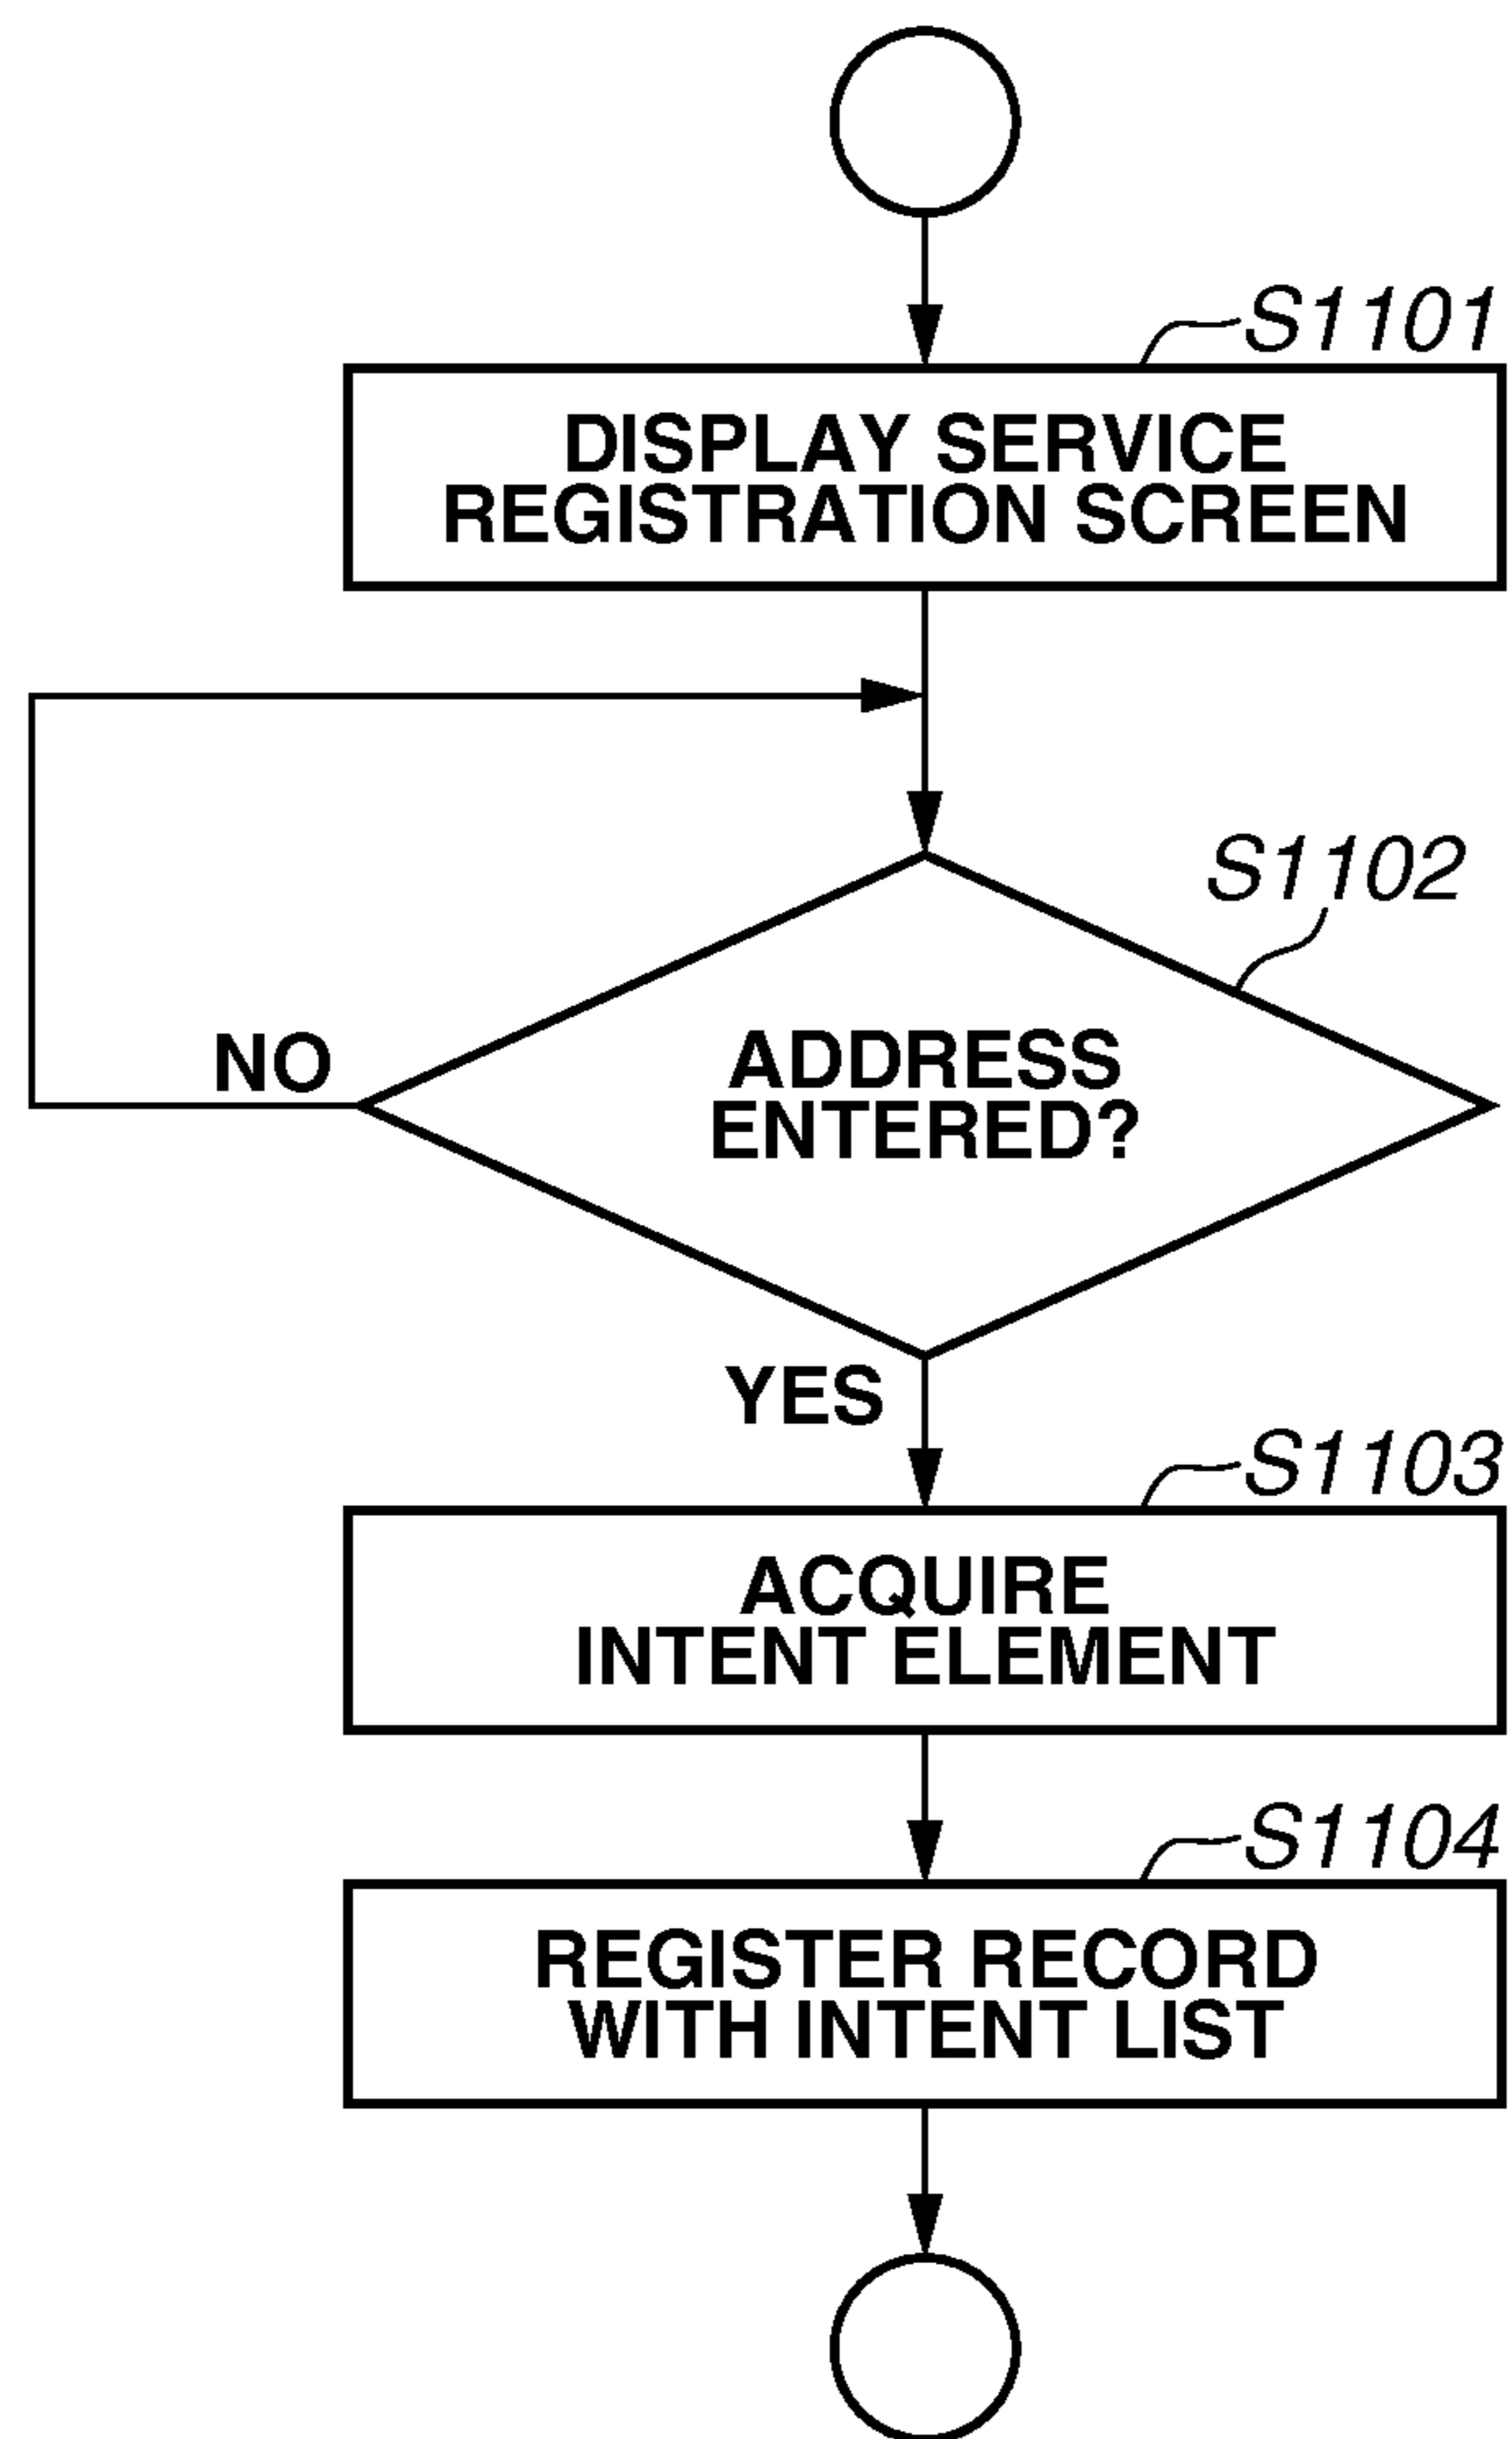 S1101
DISPLAY SERVICE
REGISTRATION SCREEN
S1102
NO
ADDRESS
ENTERED?
YES
S1103
ACQUIRE
INTENT ELEMENT
S1104
REGISTER RECORD
WITH INTENT LIST